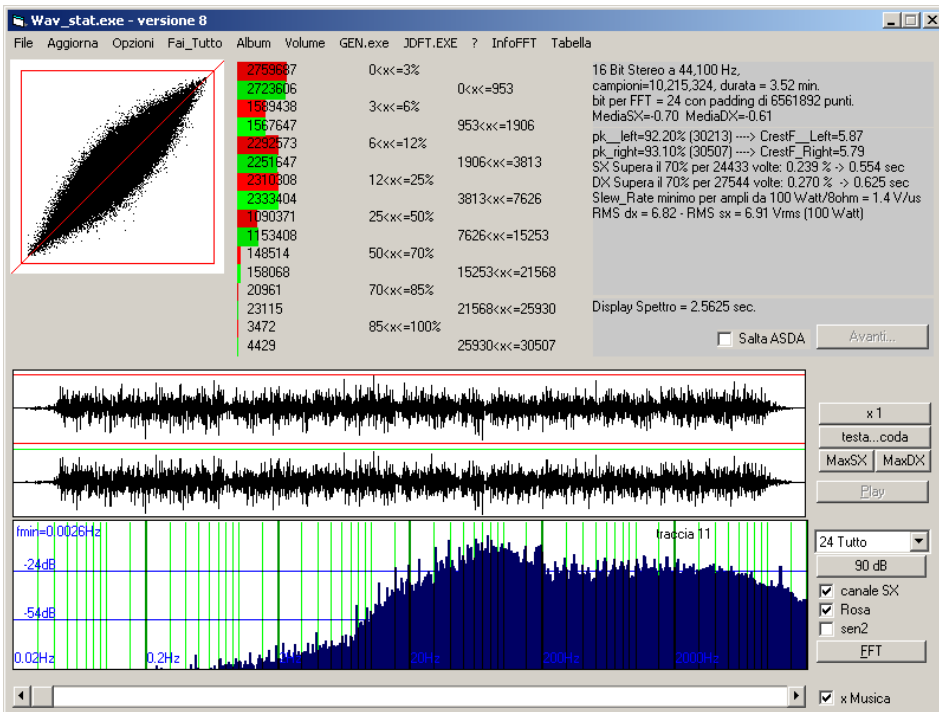 Wav_stat.exe - versione 8
File Aggiorna Opzioni Fai_Tutto Album Volume GEN.exe JDFT.EXE ? InfoFFT Tabella
2759687 0<x<=3%
2723606 0<x<=953
1589438 3<x<=6%
1567647 953<x<=1906
2292573 6<x<=12%
2251647 1906<x<=3813
2310308 12<x<=25%
2333404 3813<x<=7626
1090371 25<x<=50%
1153408 7626<x<=15253
148514 50<x<=70%
158068 15253<x<=21568
20961 70<x<=85%
23115 21568<x<=25930
3472 85<x<=100%
4429 25930<x<=30507
16 Bit Stereo a 44,100 Hz,
campioni=10,215,324, durata = 3.52 min.
bit per FFT = 24 con padding di 6561892 punti.
MediaSX=-0.70 MediaDX=-0.61
pk__left=92.20% (30213) ----> CrestF__Left=5.87
pk_right=93.10% (30507) ----> CrestF_Right=5.79
SX Supera il 70% per 24433 volte: 0.239 % -> 0.554 sec
DX Supera il 70% per 27544 volte: 0.270 % -> 0.625 sec
Slew_Rate minimo per ampli da 100 Watt/8ohm = 1.4 V/us
RMS dx = 6.82 - RMS sx = 6.91 Vrms (100 Watt)
Display Spettro = 2.5625 sec.
Salta ASDA Avanti...
x 1
testa...coda
MaxSX MaxDX
Play
fmin=0.0026Hz traccia 11
-24dB
-54dB
0.02Hz 0.2Hz 20Hz 200Hz 2000Hz
24 Tutto
90 dB
canale SX
Rosa
sen2
FFT
x Musica